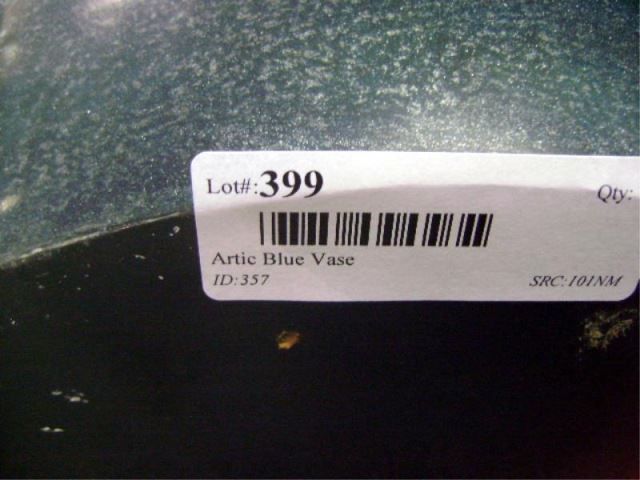 Lot#:399 Qty:
Artic Blue Vase
ID:357 SRC:101NM